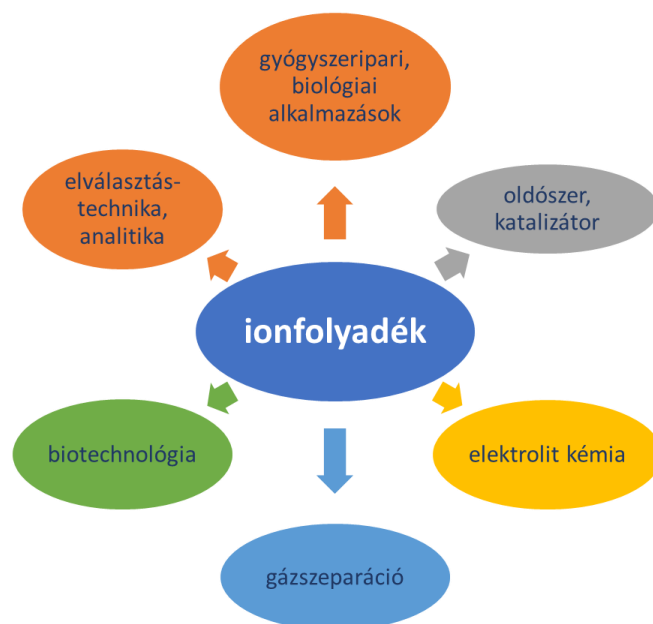 gyógyszeripari,
biológiai
alkalmazások
elválasztás-
technika,
analitika
oldószer,
katalizátor
ionfolyadék
biotechnológia
elektrolit kémia
gázszeparáció